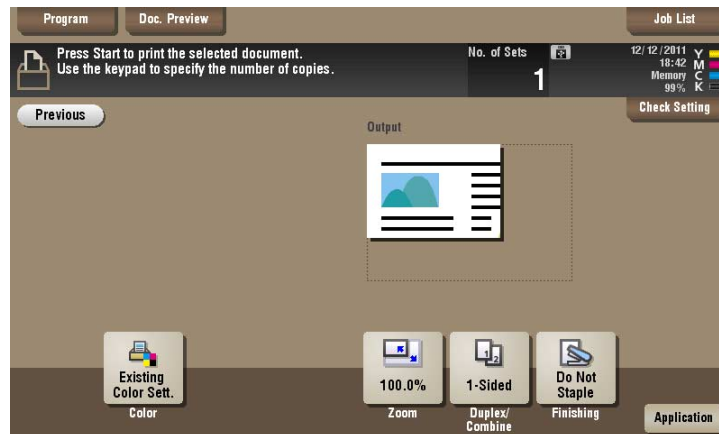 Program
Doc. Preview
Job List
Press Start to print the selected document.
Use the keypad to specify the number of copies.
No. of Sets
1
12/12/2011
18:42
Memory
99%
Y
M
C
K
Previous
Check Setting
Output
Existing
Color Sett.
Color
100.0%
Zoom
1
2
1-Sided
Duplex/
Combine
Do Not
Staple
Finishing
Application